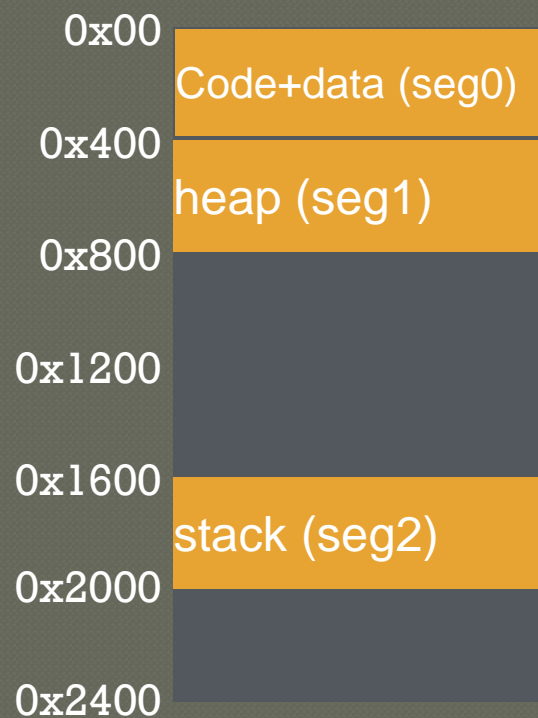 0x00
Code+data (seg0)
0x400
heap (seg1)
0x800
0x1200
0x1600
stack (seg2)
0x2000
0x2400